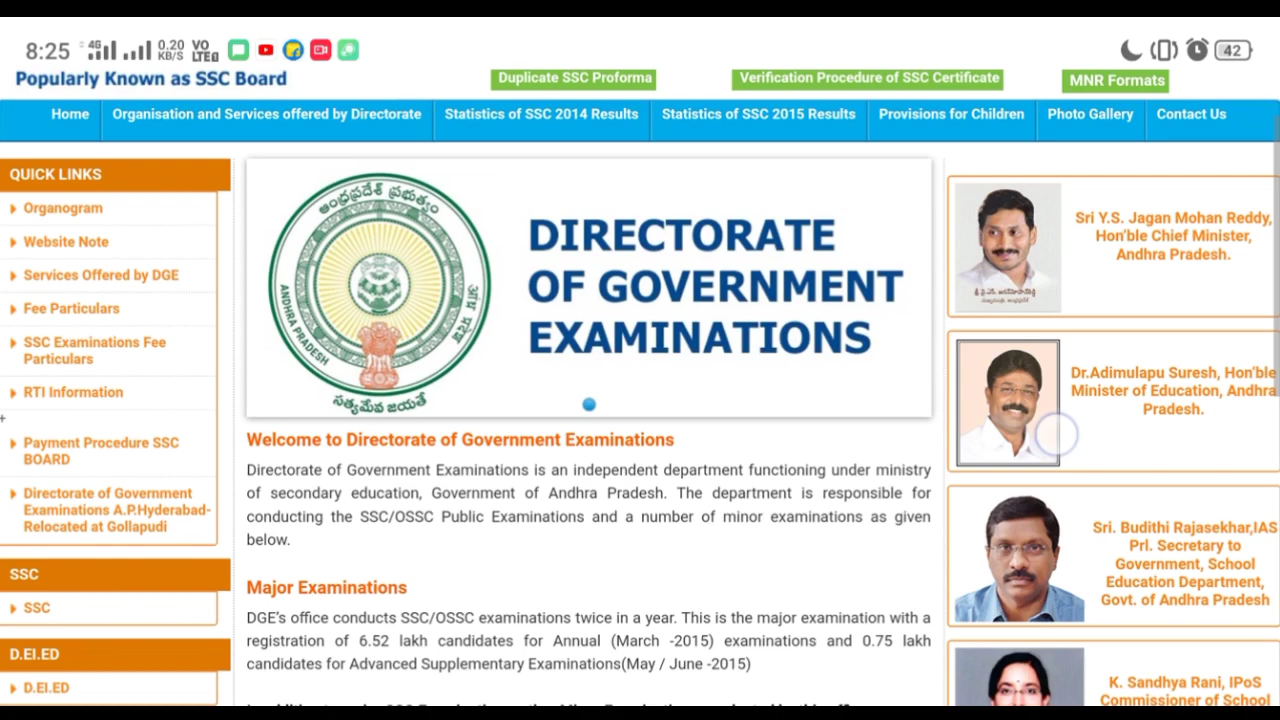 8:25
4G
0.20
KB/S
VO
LTE
42
Popularly Known as SSC Board
Duplicate SSC Proforma
Verification Procedure of SSC Certificate
MNR Formats
Home
Organisation and Services offered by Directorate
Statistics of SSC 2014 Results
Statistics of SSC 2015 Results
Provisions for Children
Photo Gallery
Contact Us
QUICK LINKS
Organogram
Website Note
Services Offered by DGE
Fee Particulars
SSC Examinations Fee
Particulars
RTI Information
Payment Procedure SSC
BOARD
Directorate of Government
Examinations A.P.Hyderabad-
Relocated at Gollapudi
SSC
SSC
D.EI.ED
D.EI.ED
ఆంధ్రప్రదేశ్ ప్రభుత్వం
ANDHRA PRADESH
आंध्र प्रदेश
సత్యమేవ జయతే
DIRECTORATE
OF GOVERNMENT
EXAMINATIONS
Welcome to Directorate of Government Examinations
Directorate of Government Examinations is an independent department functioning under ministry
of secondary education, Government of Andhra Pradesh. The department is responsible for
conducting the SSC/OSSC Public Examinations and a number of minor examinations as given
below.
Major Examinations
DGE's office conducts SSC/OSSC examinations twice in a year. This is the major examination with a
registration of 6.52 lakh candidates for Annual (March -2015) examinations and 0.75 lakh
candidates for Advanced Supplementary Examinations(May / June -2015)
Sri Y.S. Jagan Mohan Reddy,
Hon'ble Chief Minister,
Andhra Pradesh.
Dr.Adimulapu Suresh, Hon'ble
Minister of Education, Andhra
Pradesh.
Sri. Budithi Rajasekhar,IAS
Prl. Secretary to
Government, School
Education Department,
Govt. of Andhra Pradesh
K. Sandhya Rani, IPoS
Commissioner of School